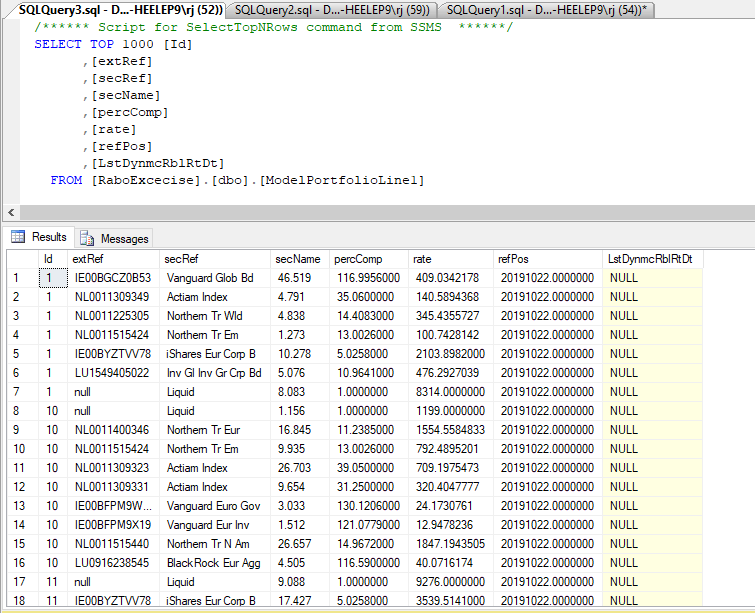 SQLQuery3.sql - D...-HEELEP9\rj (52)) SQLQuery2.sql - D...-HEELEP9\rj (59)) SQLQuery1.sql - D...-HEELEP9\rj (54))*
/****** Script for SelectTopNRows command from SSMS ******/
SELECT TOP 1000 [Id]
,[extRef]
,[secRef]
,[secName]
,[percComp]
,[rate]
,[refPos]
,[LstDynmcRblRtDt]
FROM [RaboExcecise].[dbo].[ModelPortfolioLine1]
Results Messages
Id extRef secRef secName percComp rate refPos LstDynmcRblRtDt
1 1 IE00BGCZ0B53 Vanguard Glob Bd 46.519 116.9956000 409.0342178 20191022.0000000 NULL
2 1 NL0011309349 Actiam Index 4.791 35.0600000 140.5894368 20191022.0000000 NULL
3 1 NL0011225305 Northern Tr Wld 4.838 14.4083000 345.4355727 20191022.0000000 NULL
4 1 NL0011515424 Northern Tr Em 1.273 13.0026000 100.7428142 20191022.0000000 NULL
5 1 IE00BYZTVV78 iShares Eur Corp B 10.278 5.0258000 2103.8982000 20191022.0000000 NULL
6 1 LU1549405022 Inv Gl Inv Gr Crp Bd 5.076 10.9641000 476.2927039 20191022.0000000 NULL
7 1 null Liquid 8.083 1.0000000 8314.0000000 20191022.0000000 NULL
8 10 null Liquid 1.156 1.0000000 1199.0000000 20191022.0000000 NULL
9 10 NL0011400346 Northern Tr Eur 16.845 11.2385000 1554.5584833 20191022.0000000 NULL
10 10 NL0011515424 Northern Tr Em 9.935 13.0026000 792.4895201 20191022.0000000 NULL
11 10 NL0011309323 Actiam Index 26.703 39.0500000 709.1975473 20191022.0000000 NULL
12 10 NL0011309331 Actiam Index 9.654 31.2500000 320.4047777 20191022.0000000 NULL
13 10 IE00BFPM9W... Vanguard Euro Gov 3.033 130.1206000 24.1730761 20191022.0000000 NULL
14 10 IE00BFPM9X19 Vanguard Eur Inv 1.512 121.0779000 12.9478236 20191022.0000000 NULL
15 10 NL0011515440 Northern Tr N Am 26.657 14.9672000 1847.1943505 20191022.0000000 NULL
16 10 LU0916238545 BlackRock Eur Agg 4.505 116.5900000 40.0716174 20191022.0000000 NULL
17 11 null Liquid 9.088 1.0000000 9276.0000000 20191022.0000000 NULL
18 11 IE00BYZTVV78 iShares Eur Corp B 17.427 5.0258000 3539.5141000 20191022.0000000 NULL